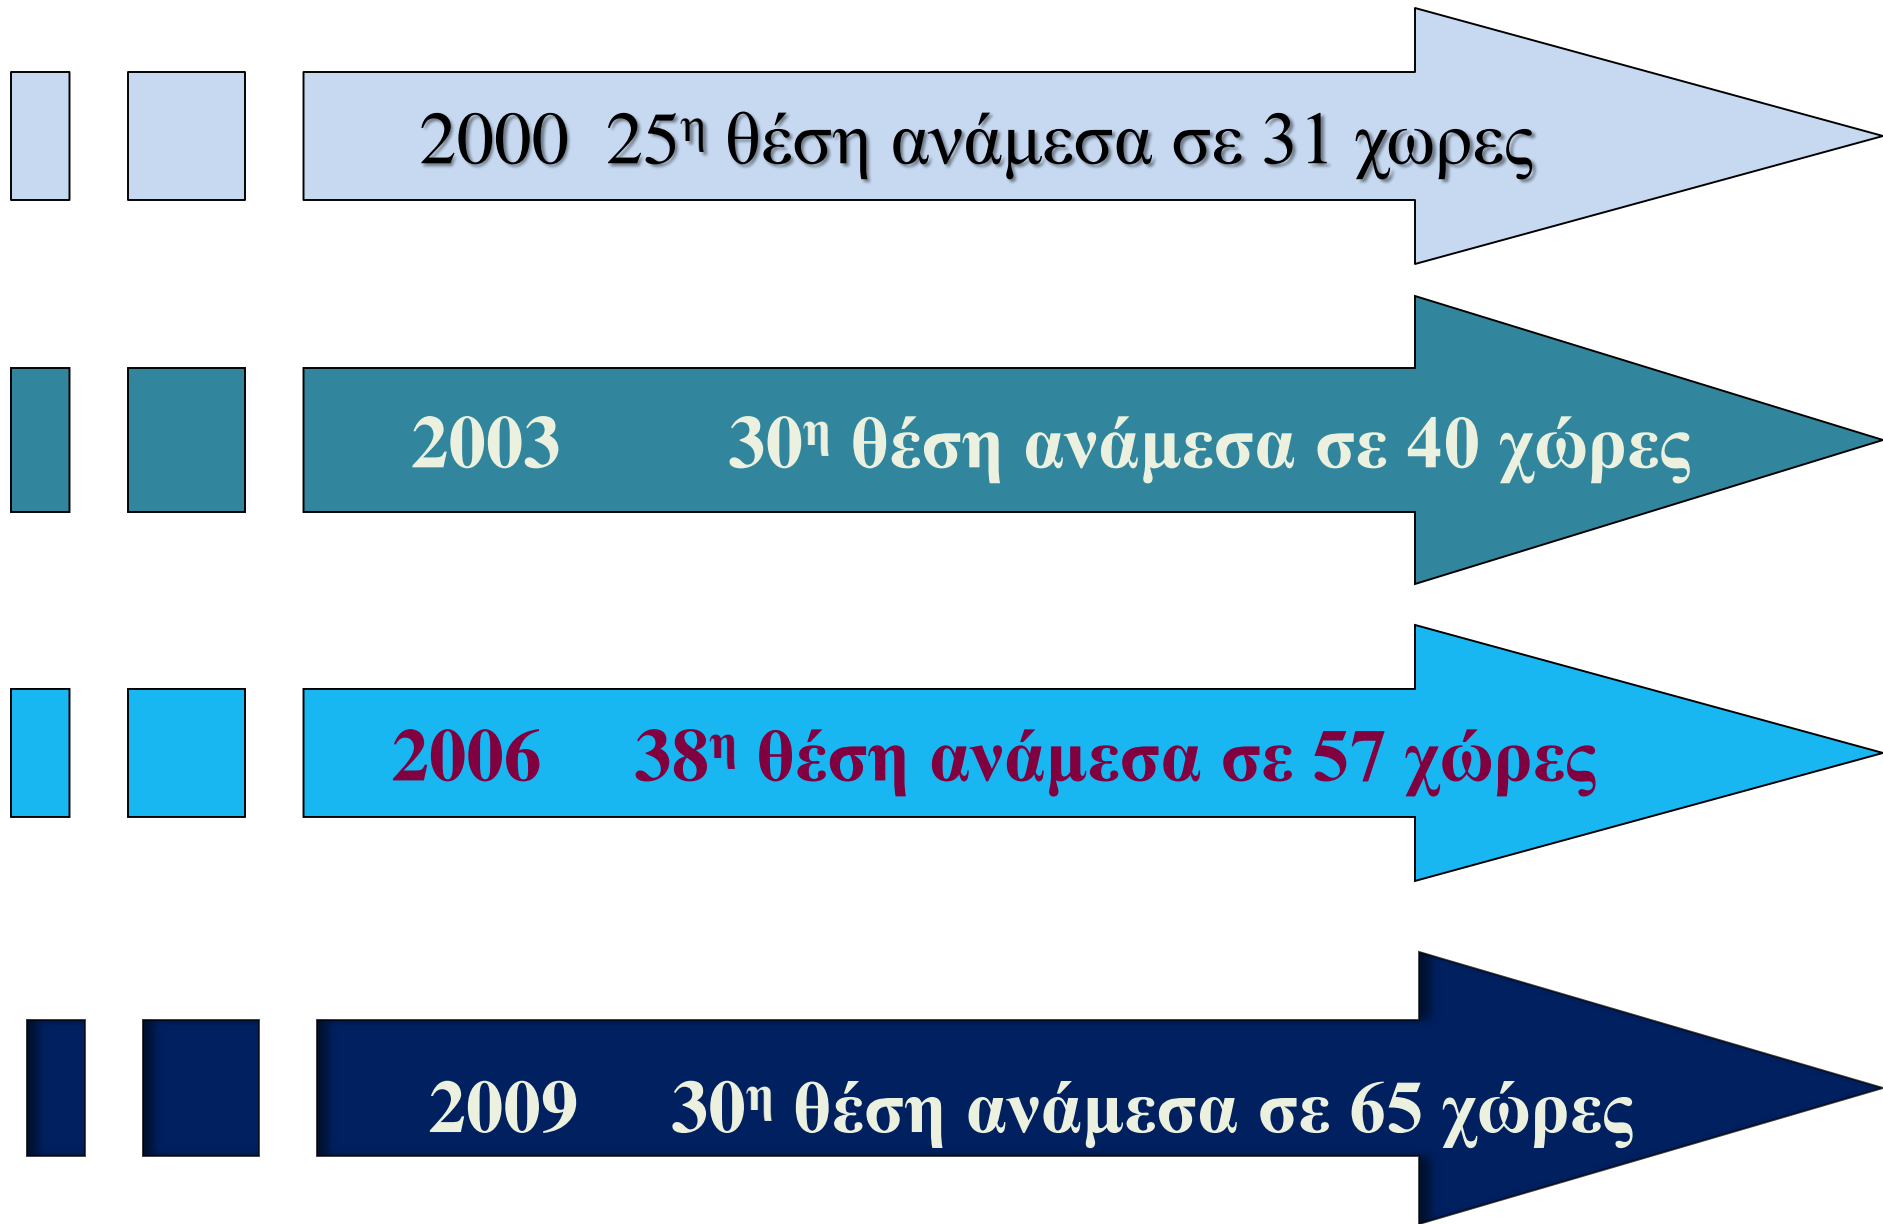 2000 25η θέση ανάμεσα σε 31 χωρες
2003 30η θέση ανάμεσα σε 40 χώρες
2006 38η θέση ανάμεσα σε 57 χώρες
2009 30η θέση ανάμεσα σε 65 χώρες